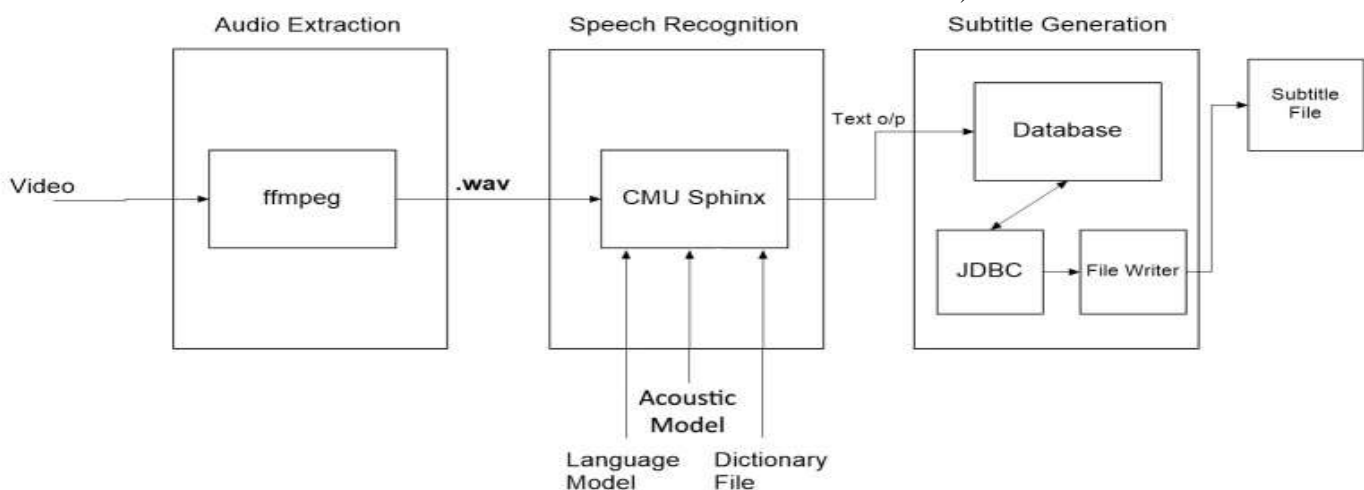 Audio Extraction
Speech Recognition
Subtitle Generation
Video
ffmpeg
.wav
CMU Sphinx
Text o/p
Database
JDBC
File Writer
Subtitle
File
Acoustic
Model
Language
Model
Dictionary
File